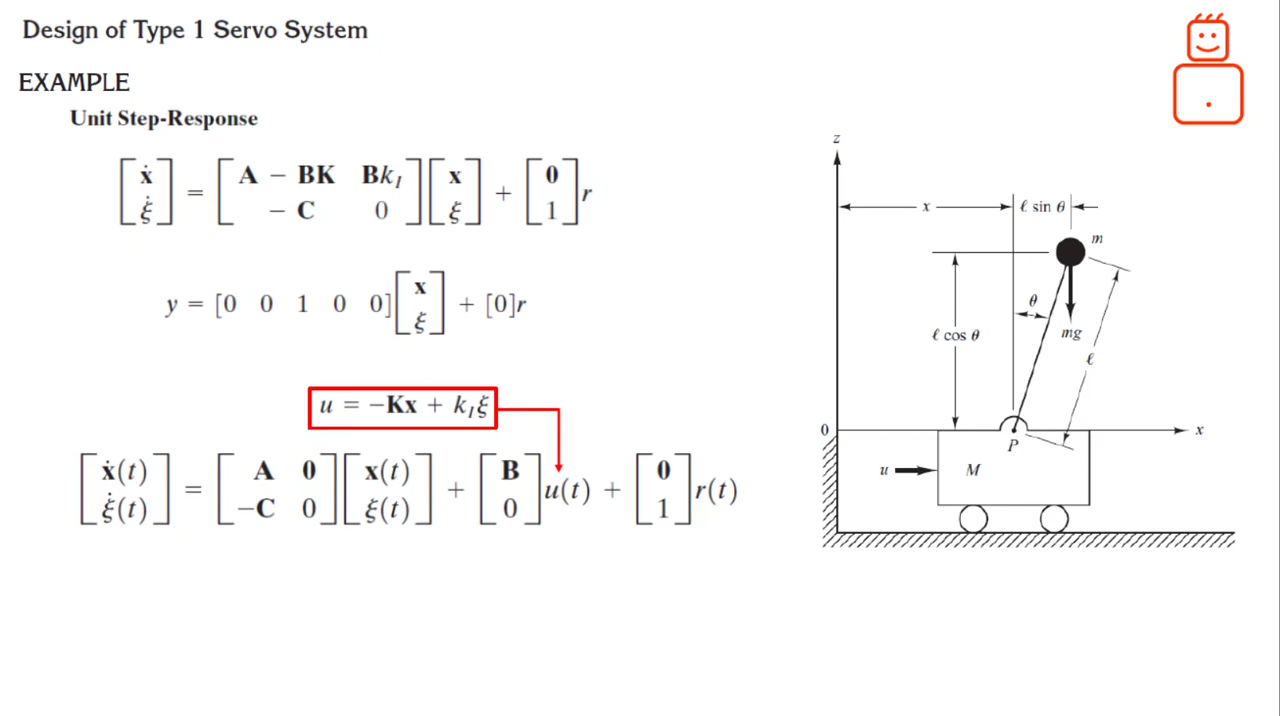 Design of Type 1 Servo System
EXAMPLE
Unit Step-Response
[ẋ; ξ̇] = [A − BK  Bk_I; −C  0] [x; ξ] + [0; 1] r
y = [0 0 1 0 0] [x; ξ] + [0]r
u = −Kx + k_I ξ
[ẋ(t); ξ̇(t)] = [A  0; −C  0] [x(t); ξ(t)] + [B; 0] u(t) + [0; 1] r(t)
z
x
ℓ sin θ
m
θ
ℓ cos θ
mg
ℓ
0
x
P
u
M